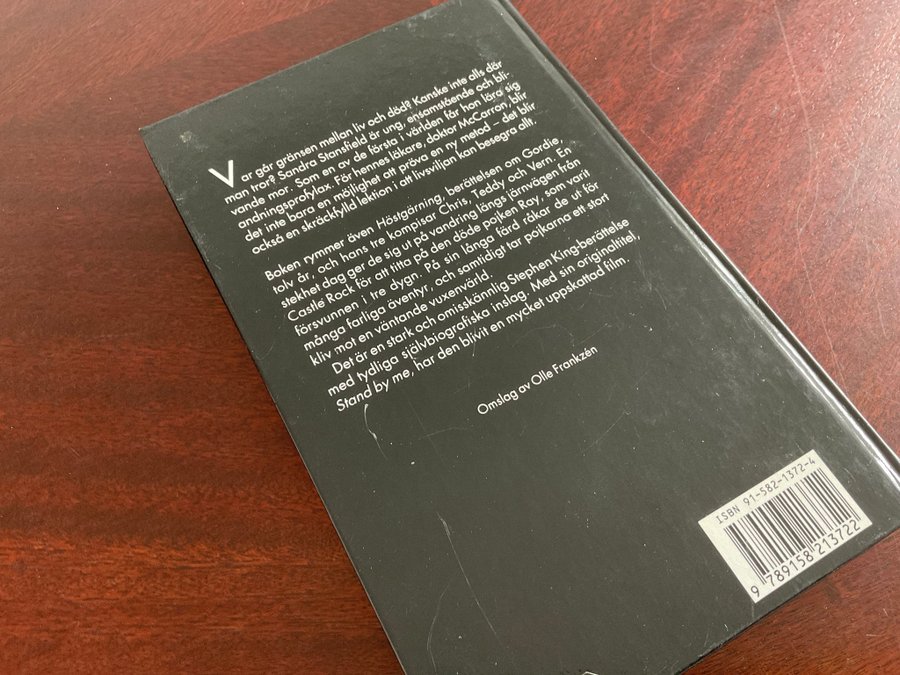 Var går gränsen mellan liv och död? Kanske inte alls där
man tror? Sandra Stansfield är ung, ensamstående och bli-
vande mor. Som en av de första i världen får hon lära sig
andningsprofylax. För hennes läkare, doktor McCarron, blir
det inte bara en möjlighet att pröva en ny metod – det blir
också en skräckfylld lektion i att livsviljan kan besegra allt.
Boken rymmer även Höstgärning, berättelsen om Gordie,
tolv år, och hans tre kompisar Chris, Teddy och Vern. En
stekhet dag ger de sig ut på vandring längs järnvägen från
Castle Rock för att titta på den döde pojken Ray, som varit
försvunnen i tre dygn. På sin långa färd råkar de ut för
många farliga äventyr, och samtidigt tar pojkarna ett stort
kliv mot en väntande vuxenvärld.
Det är en stark och omisskännlig Stephen King-berättelse
med tydliga självbiografiska inslag. Med sin originaltitel,
Stand by me, har den blivit en mycket uppskattad film.
Omslag av Olle Frankzén
ISBN 91-582-1372-4
9 789158 213722